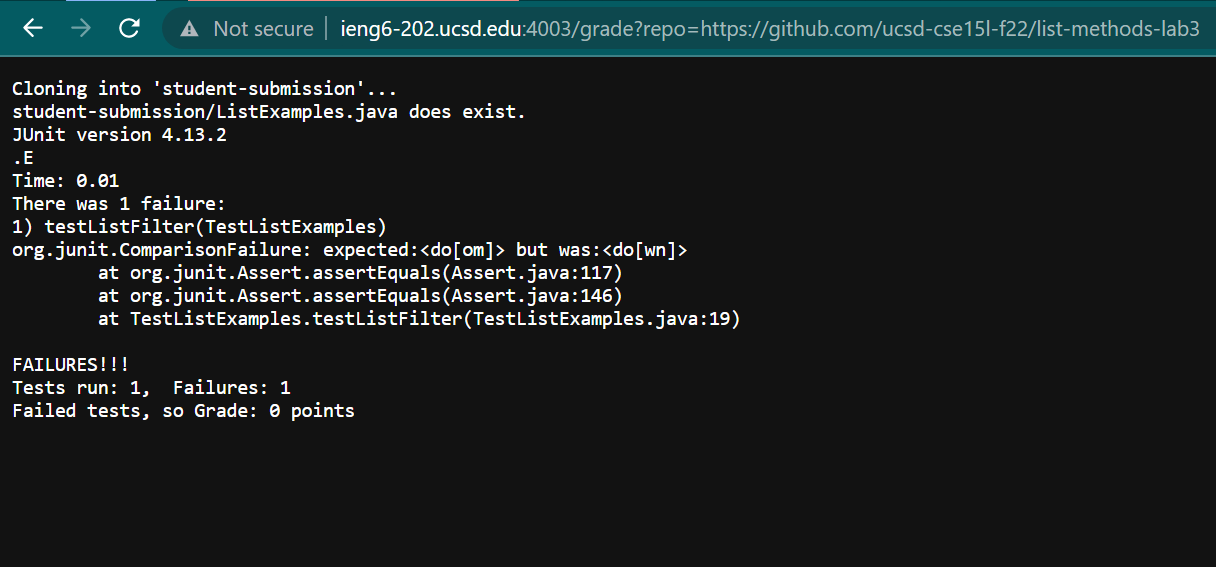 Not secure | ieng6-202.ucsd.edu:4003/grade?repo=https://github.com/ucsd-cse15l-f22/list-methods-lab3
Cloning into 'student-submission'...
student-submission/ListExamples.java does exist.
JUnit version 4.13.2
.E
Time: 0.01
There was 1 failure:
1) testListFilter(TestListExamples)
org.junit.ComparisonFailure: expected:<do[om]> but was:<do[wn]>
        at org.junit.Assert.assertEquals(Assert.java:117)
        at org.junit.Assert.assertEquals(Assert.java:146)
        at TestListExamples.testListFilter(TestListExamples.java:19)

FAILURES!!!
Tests run: 1,  Failures: 1
Failed tests, so Grade: 0 points